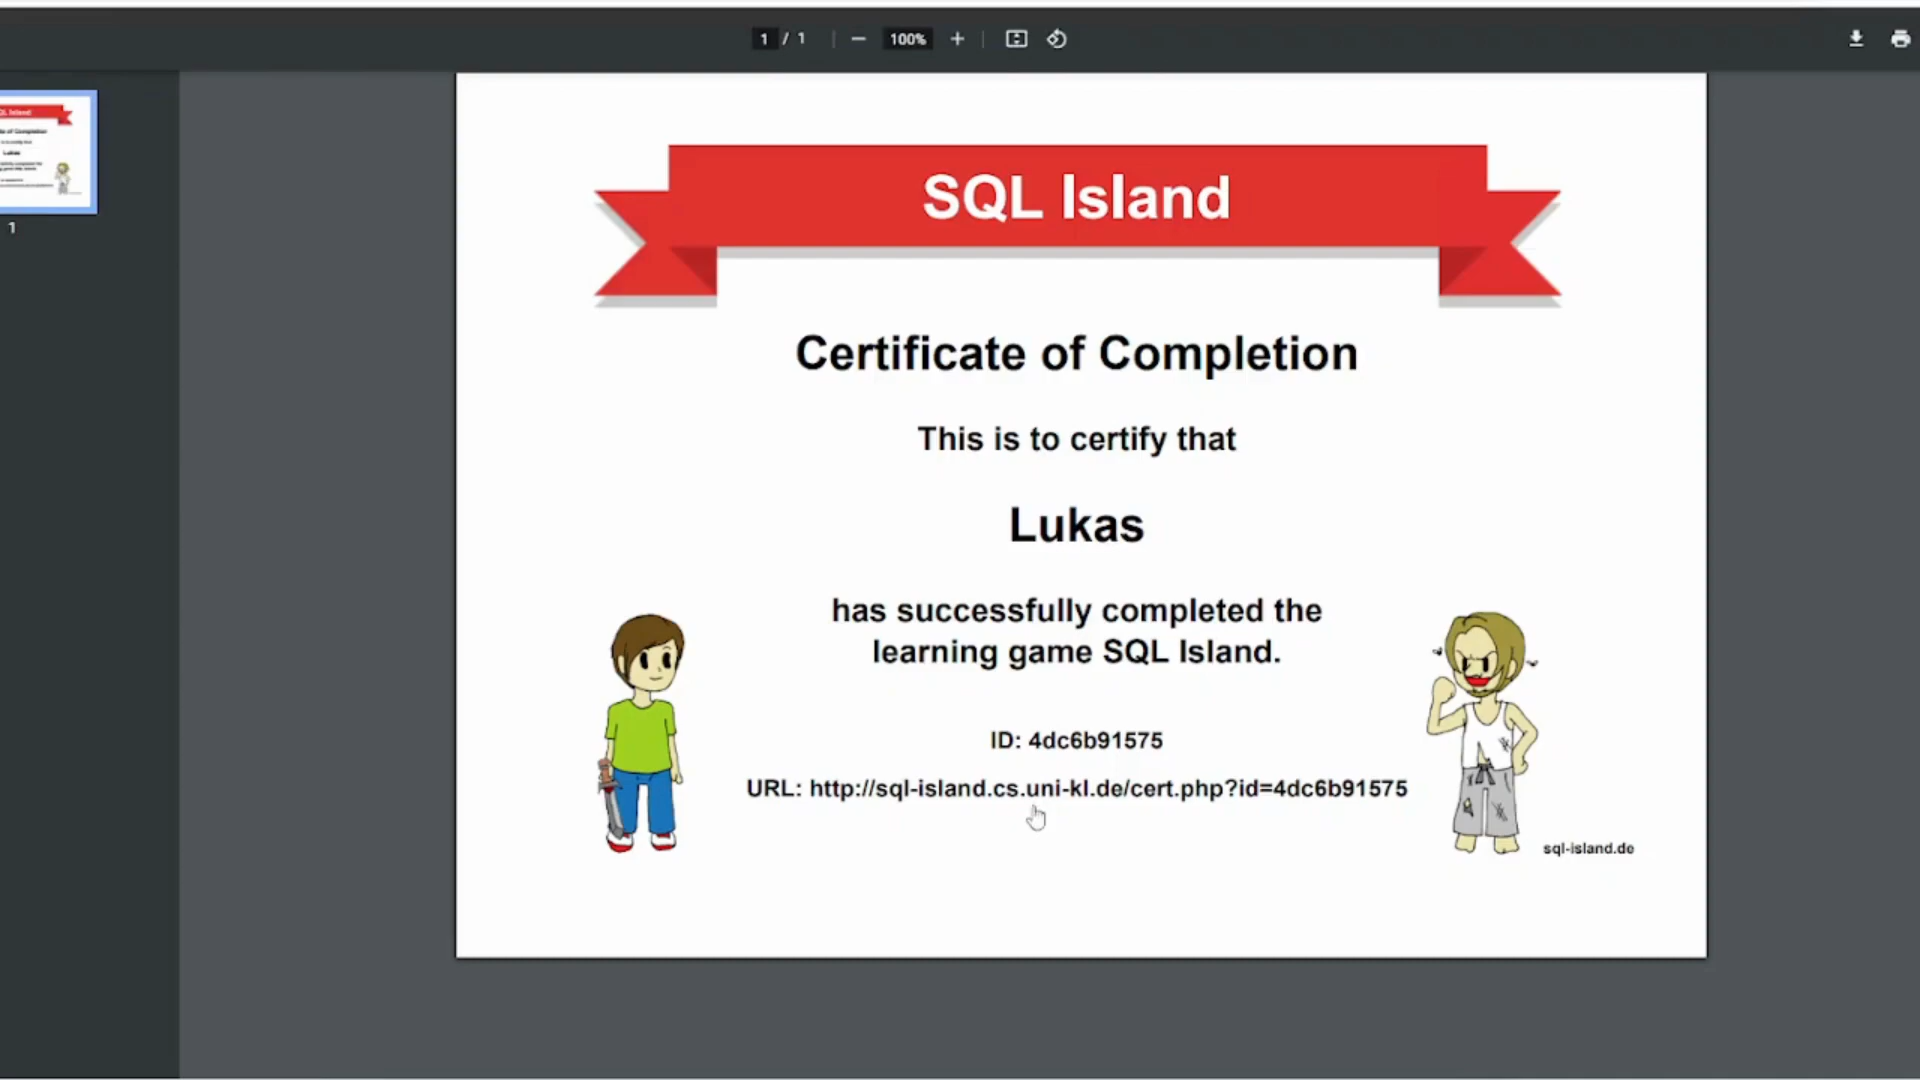 1 / 1
100%
SQL Island
Certificate of Completion
This is to certify that
Lukas
has successfully completed the
learning game SQL Island.
ID: 4dc6b91575
URL: http://sql-island.cs.uni-kl.de/cert.php?id=4dc6b91575
sql-island.de
1